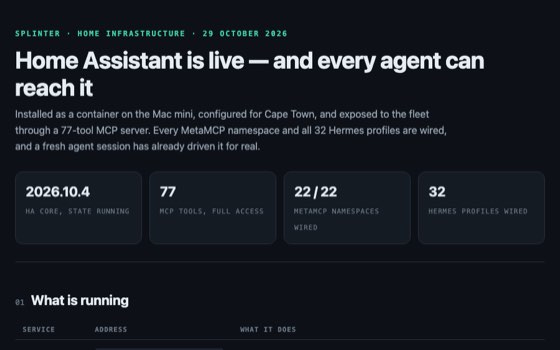 SPLINTER · HOME INFRASTRUCTURE · 29 OCTOBER 2026
Home Assistant is live — and every agent can
reach it
Installed as a container on the Mac mini, configured for Cape Town, and exposed to the fleet
through a 77-tool MCP server. Every MetaMCP namespace and all 32 Hermes profiles are wired,
and a fresh agent session has already driven it for real.
2026.10.4
HA CORE, STATE RUNNING
77
MCP TOOLS, FULL ACCESS
22 / 22
METAMCP NAMESPACES
WIRED
32
HERMES PROFILES WIRED
01 What is running
SERVICE ADDRESS WHAT IT DOES